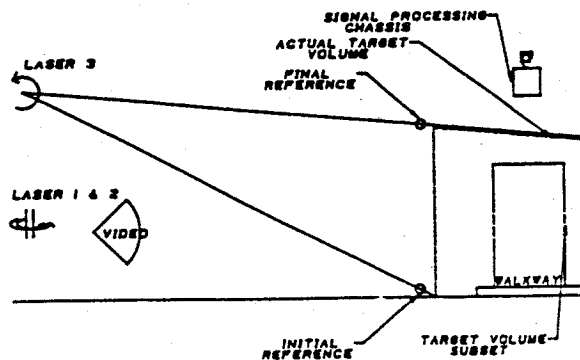 SIGNAL PROCESSING
CHASSIS
ACTUAL TARGET
VOLUME
LASER 3
FINAL
REFERENCE
LASER 1 & 2
VIDEO
WALKWAY
INITIAL
REFERENCE
TARGET VOLUME
SUBSET